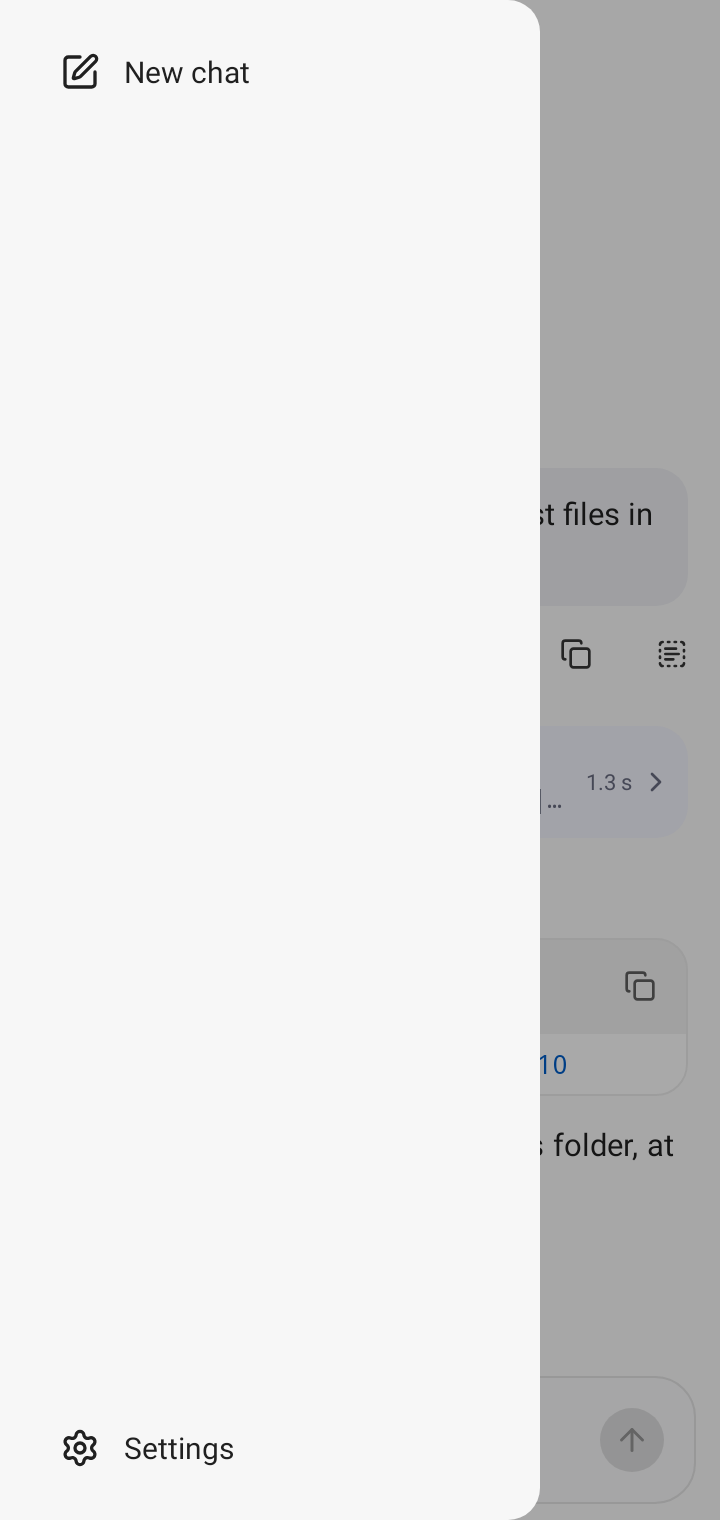 New chat
st files in
1.3 s
...
10
s folder, at
Settings